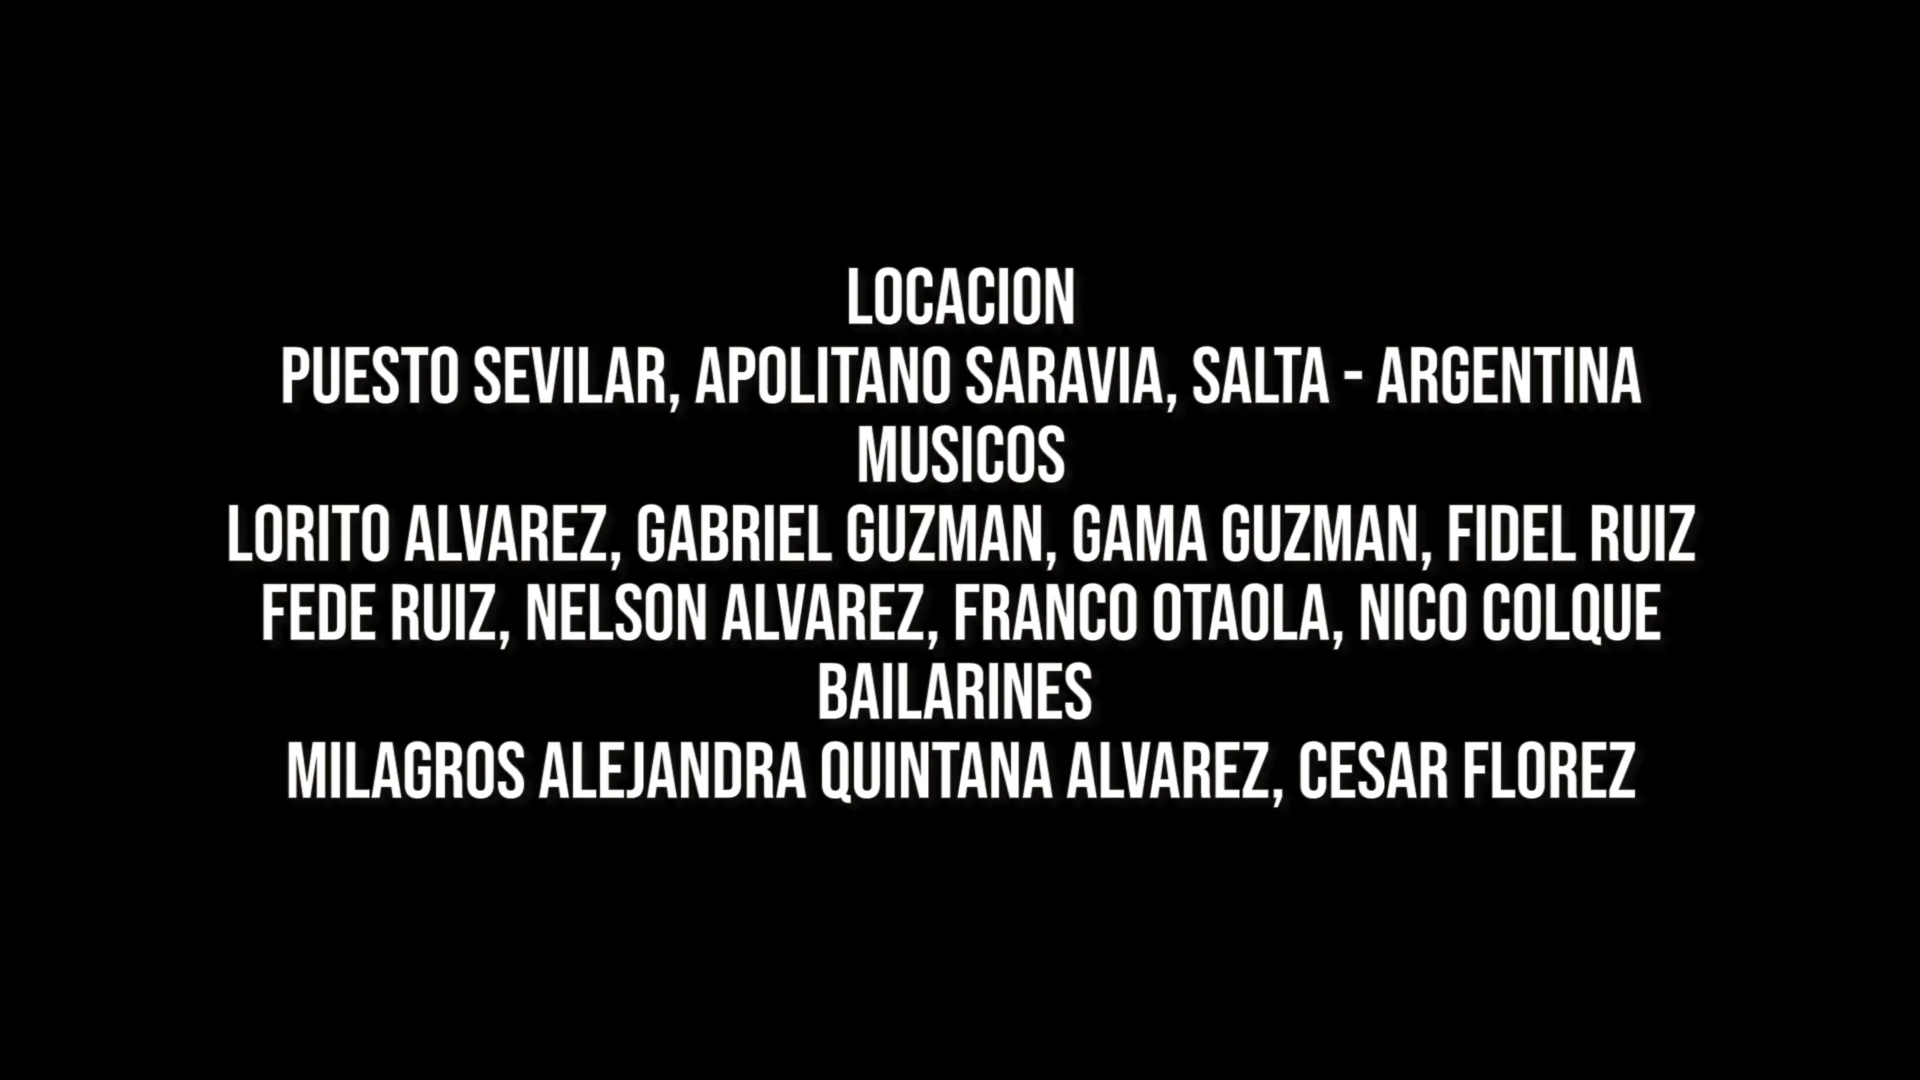 LOCACION
PUESTO SEVILAR, APOLITANO SARAVIA, SALTA - ARGENTINA
MUSICOS
LORITO ALVAREZ, GABRIEL GUZMAN, GAMA GUZMAN, FIDEL RUIZ
FEDE RUIZ, NELSON ALVAREZ, FRANCO OTAOLA, NICO COLQUE
BAILARINES
MILAGROS ALEJANDRA QUINTANA ALVAREZ, CESAR FLOREZ